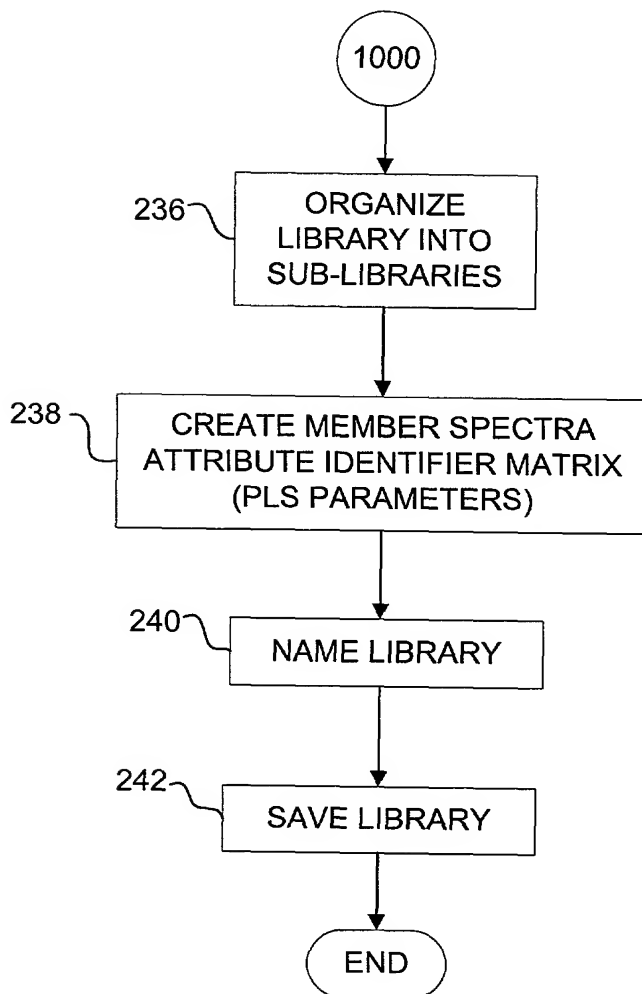 1000
236
ORGANIZE
LIBRARY INTO
SUB-LIBRARIES
238
CREATE MEMBER SPECTRA
ATTRIBUTE IDENTIFIER MATRIX
(PLS PARAMETERS)
240
NAME LIBRARY
242
SAVE LIBRARY
END